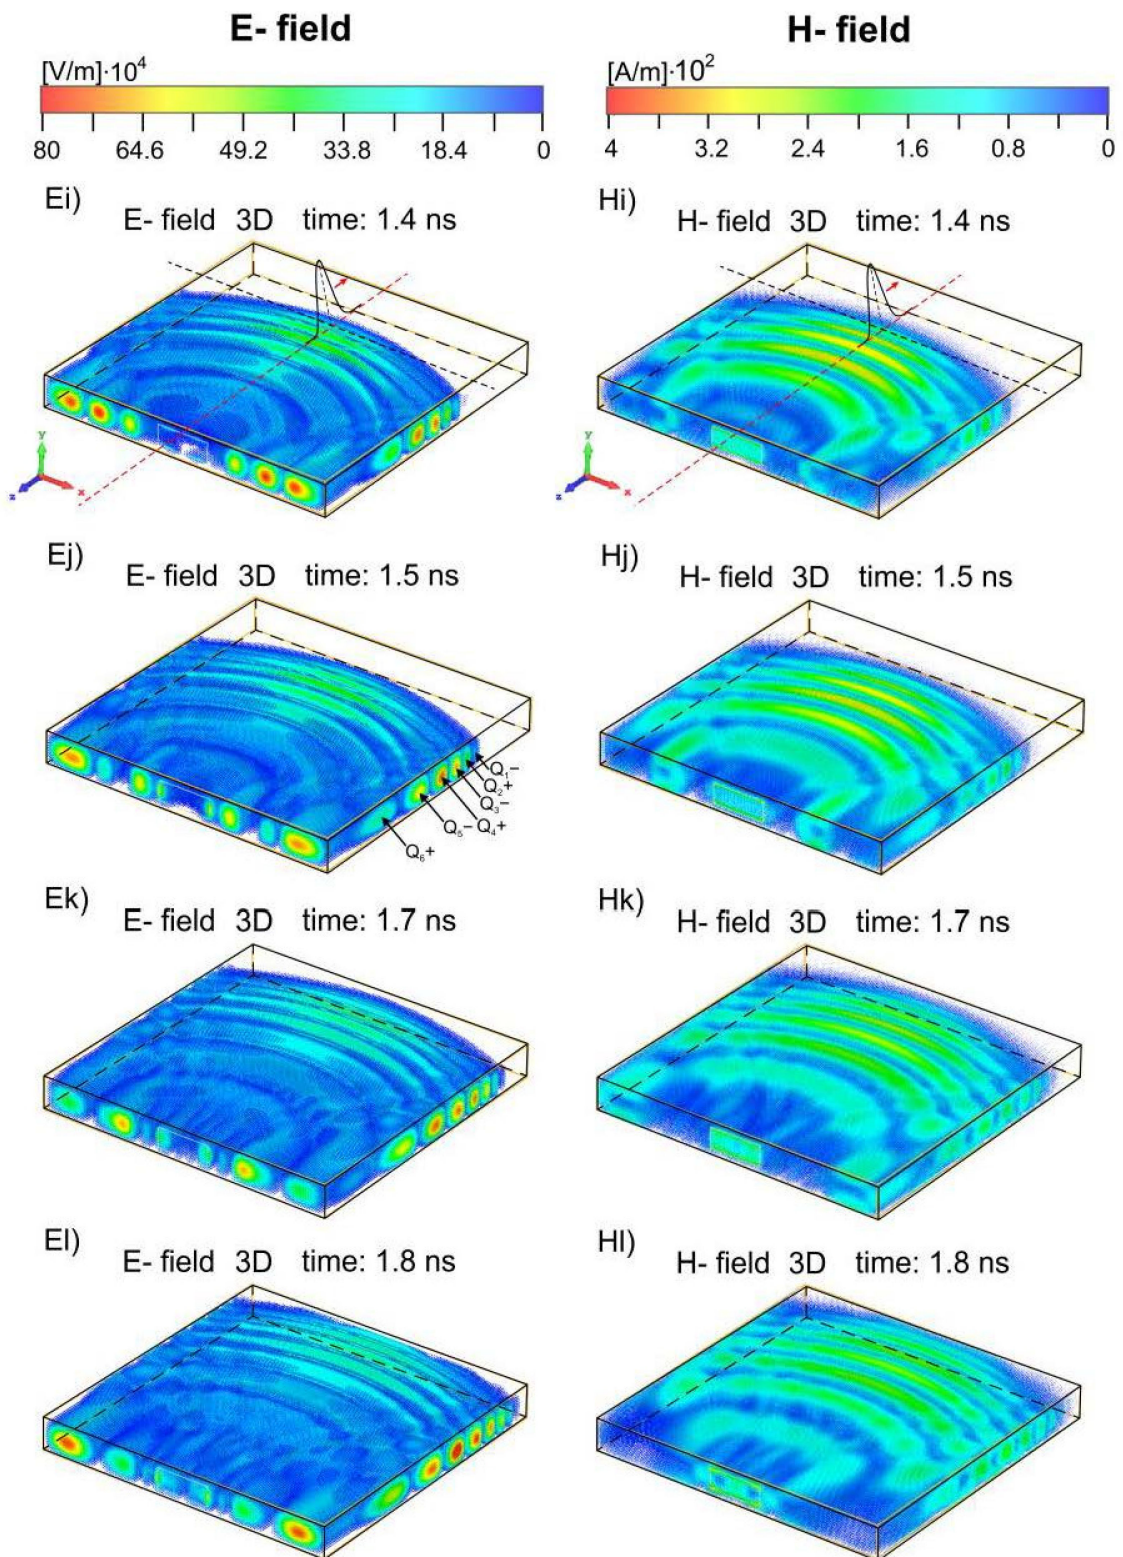 E- field
H- field
[V/m]·10⁴
[A/m]·10²
80 64.6 49.2 33.8 18.4 0
4 3.2 2.4 1.6 0.8 0
Ei)
Hi)
E- field 3D time: 1.4 ns
H- field 3D time: 1.4 ns
Y
x
z
Y
x
z
Ej)
Hj)
E- field 3D time: 1.5 ns
H- field 3D time: 1.5 ns
Q₁−
Q₂+
Q₃−
Q₅− Q₄+
Q₆+
Ek)
Hk)
E- field 3D time: 1.7 ns
H- field 3D time: 1.7 ns
El)
Hl)
E- field 3D time: 1.8 ns
H- field 3D time: 1.8 ns